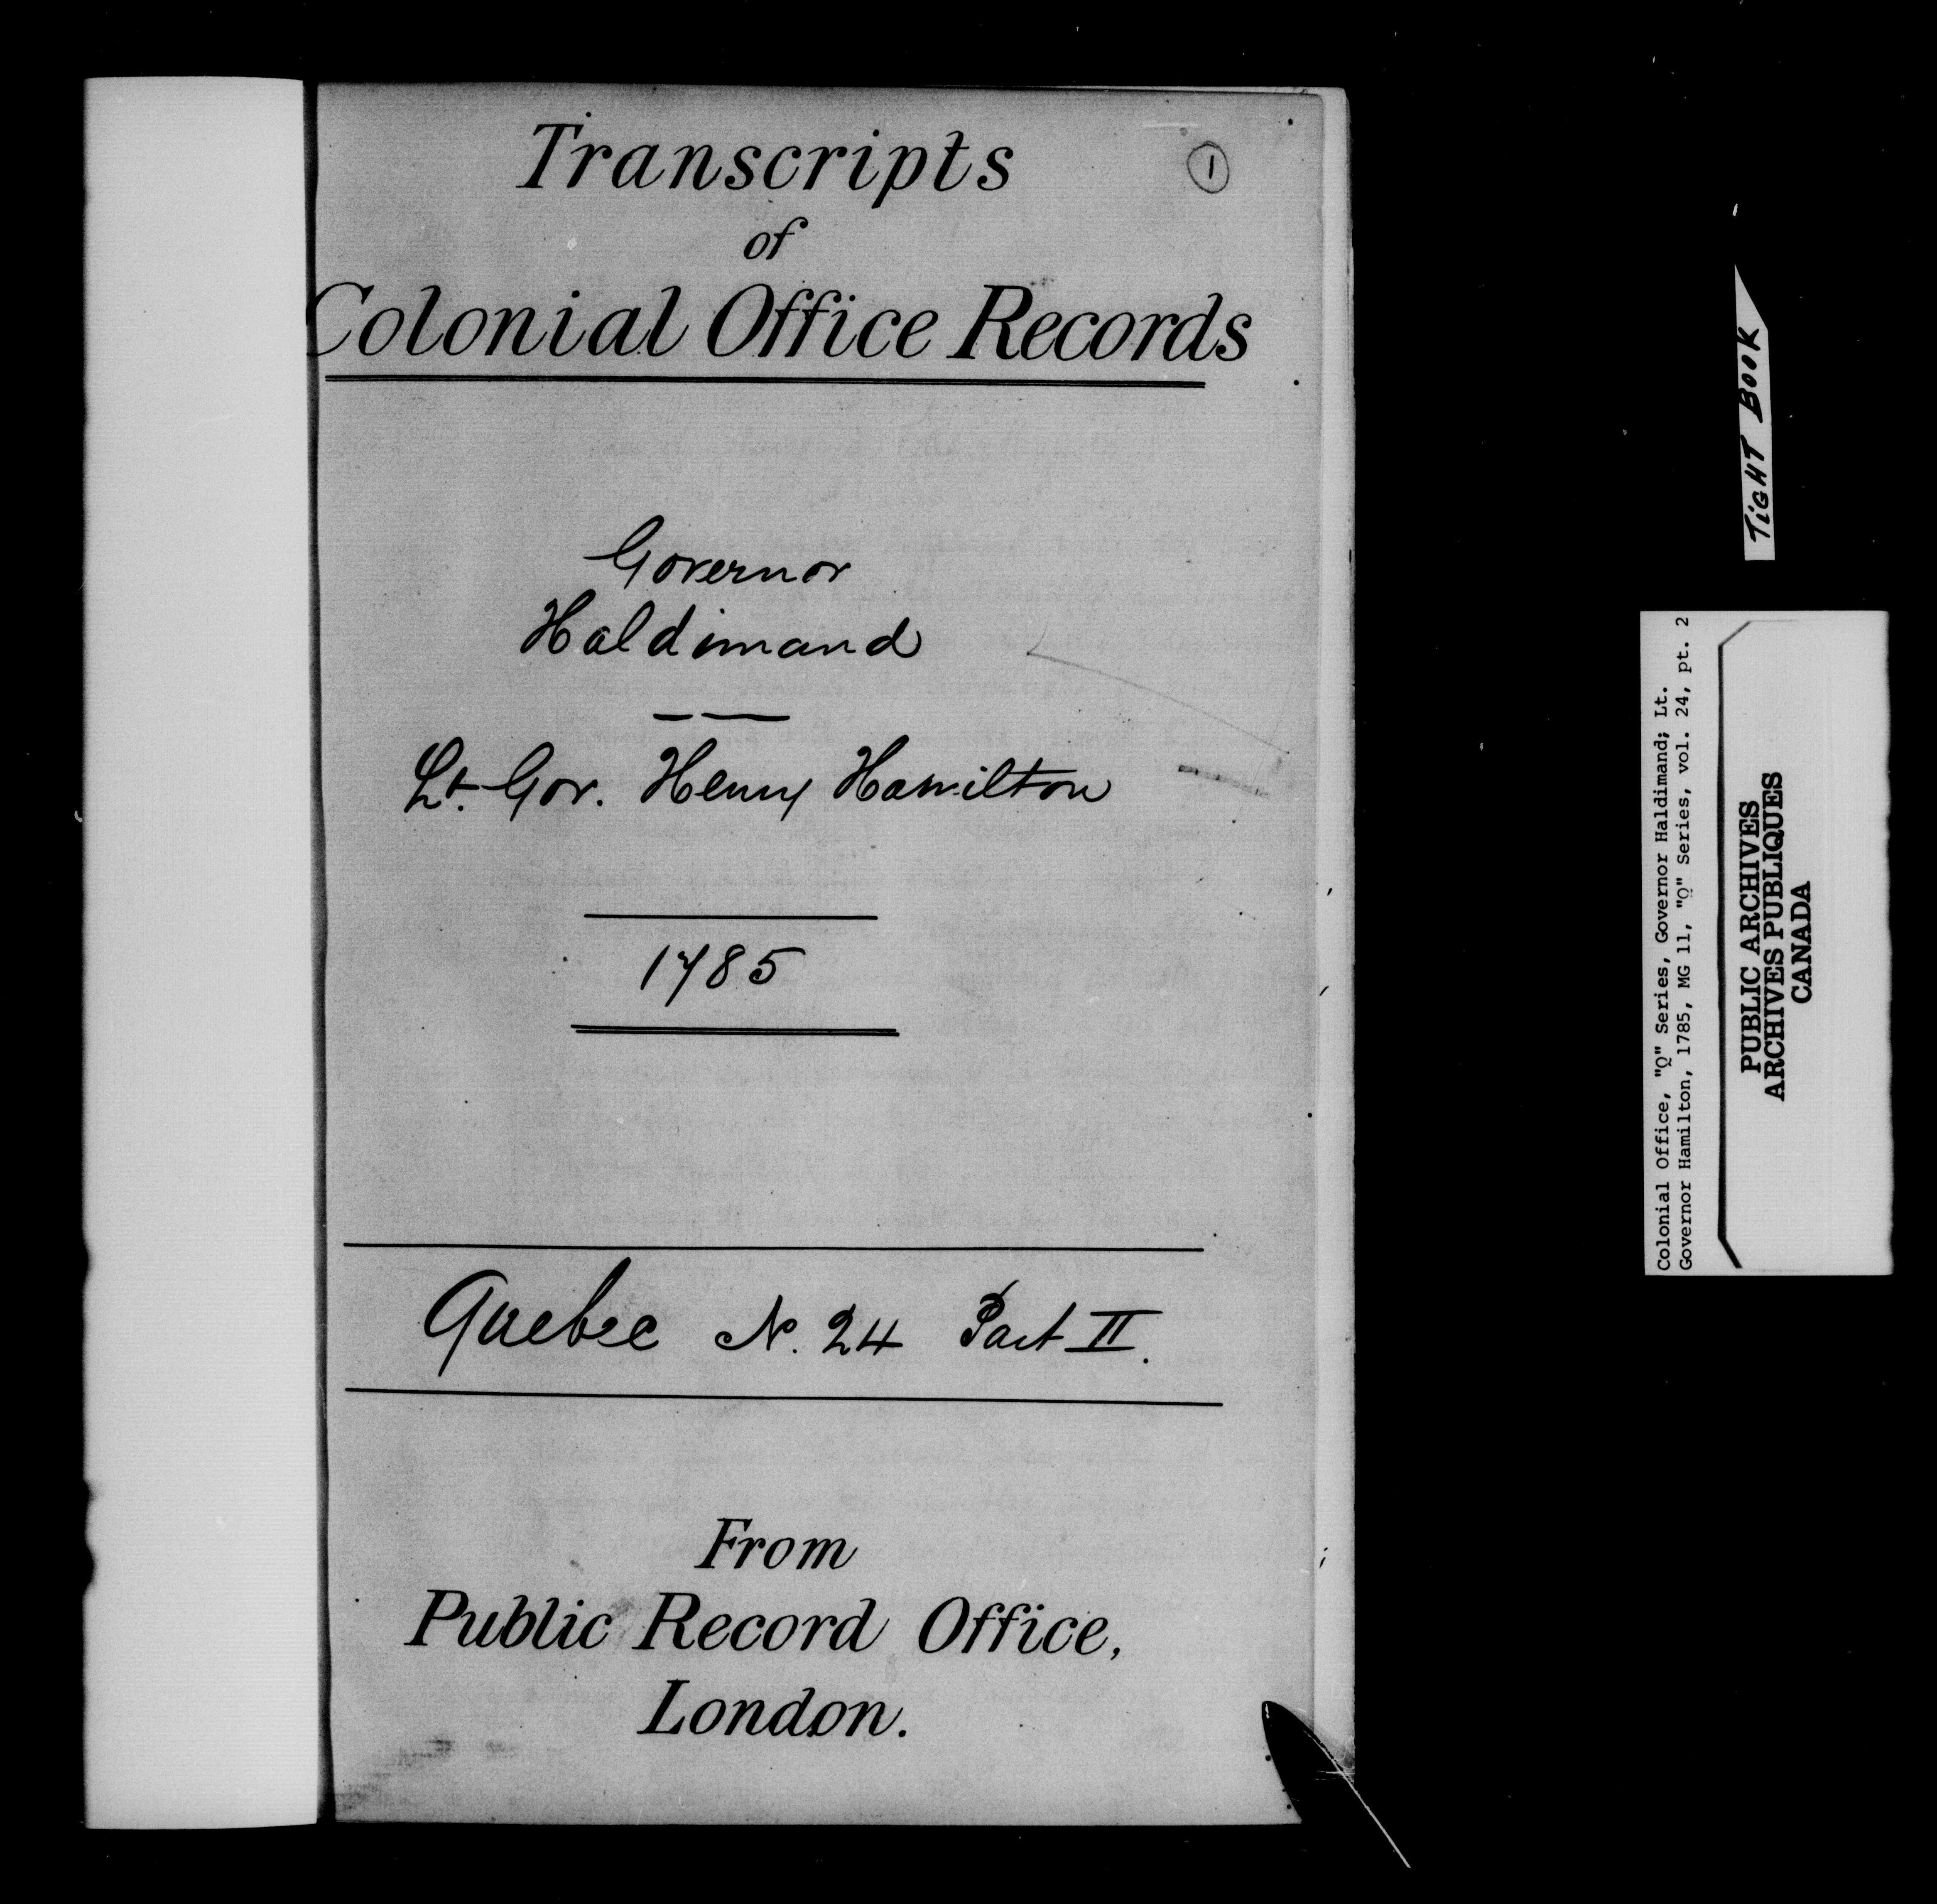 Transcripts
1
of
Colonial Office Records
Governor
Haldimand
Lt. Gov. Henry Hamilton
1785
Quebec N. 24 Part II.
From
Public Record Office,
London.
TIGHT BOOK
Colonial Office, "Q" Series, Governor Haldimand; Lt.
Governor Hamilton, 1785, MG 11, "Q" Series, vol. 24, pt. 2
PUBLIC ARCHIVES
ARCHIVES PUBLIQUES
CANADA